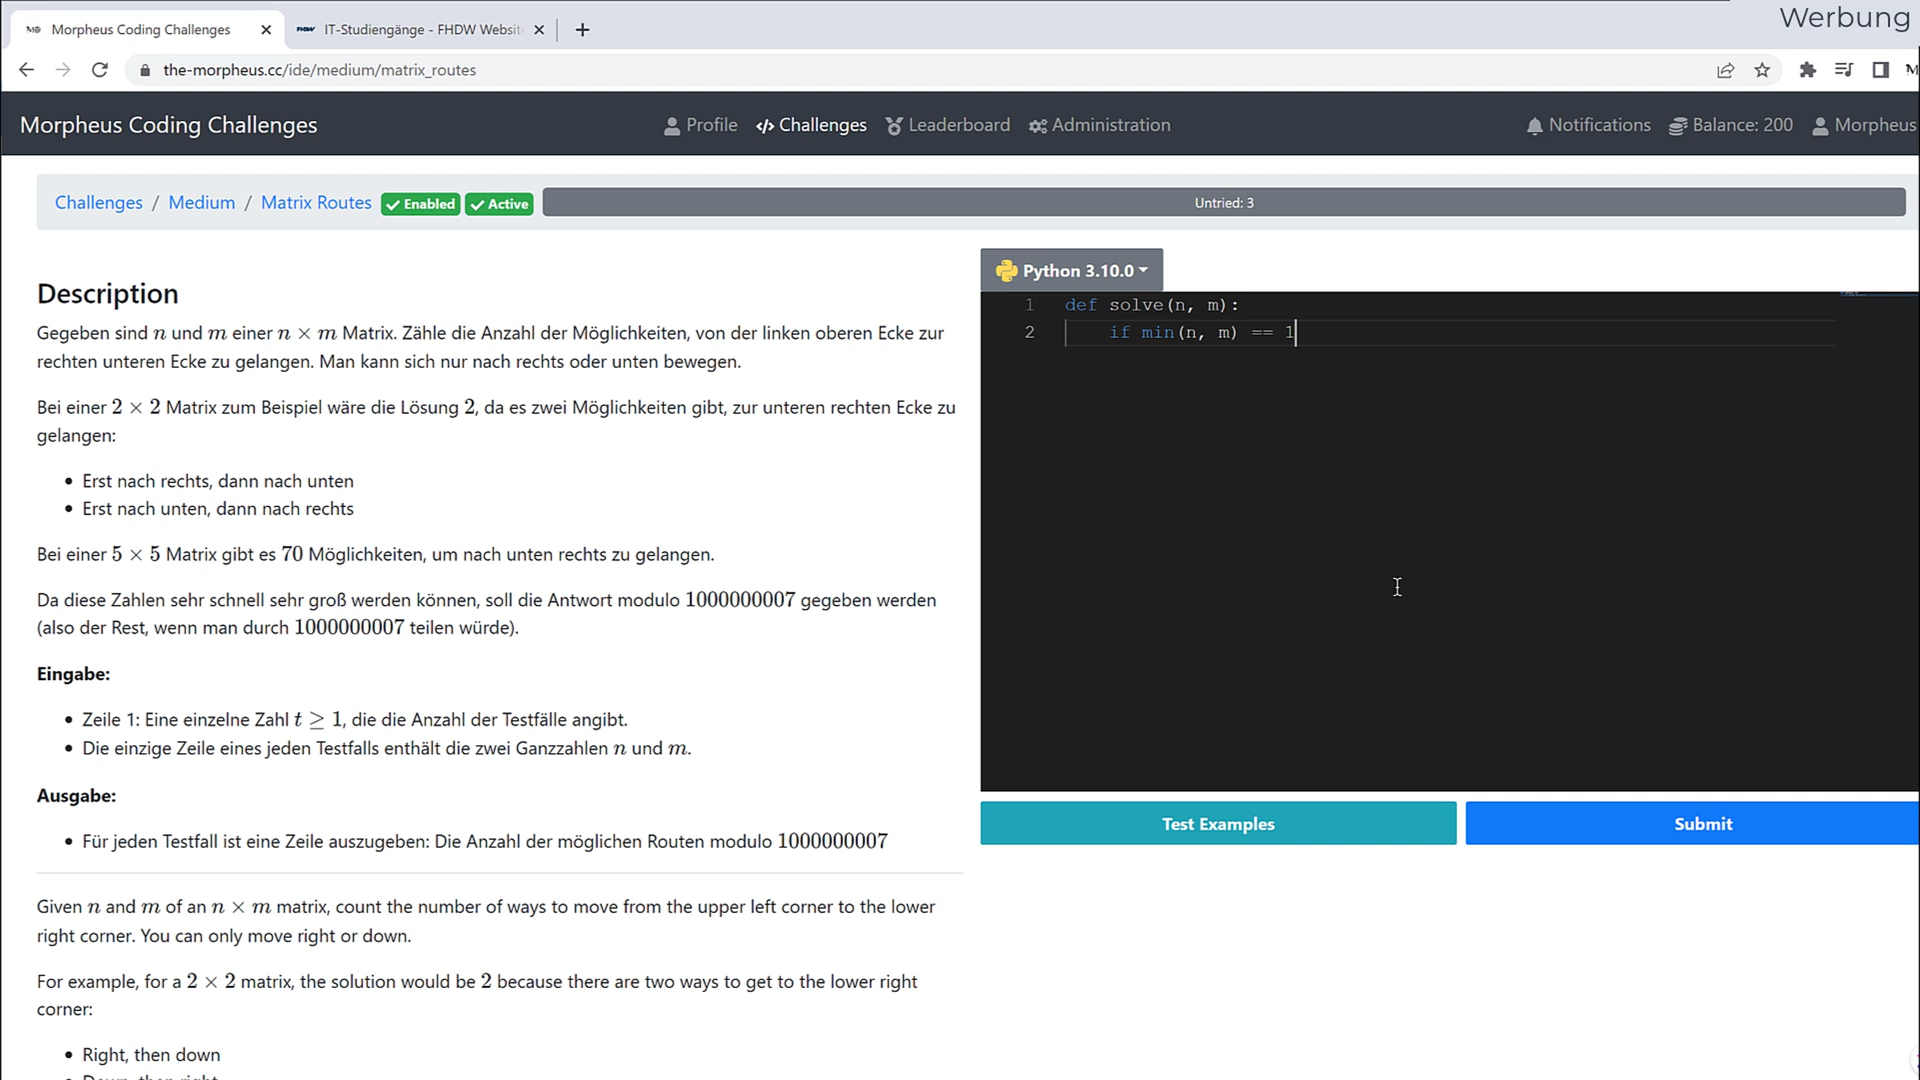 Werbung
Morpheus Coding Challenges
IT-Studiengänge - FHDW Website
the-morpheus.cc/ide/medium/matrix_routes
Morpheus Coding Challenges
Profile
Challenges
Leaderboard
Administration
Notifications
Balance: 200
Morpheus
Challenges / Medium / Matrix Routes Enabled Active
Untried: 3
Description
Gegeben sind n und m einer n × m Matrix. Zähle die Anzahl der Möglichkeiten, von der linken oberen Ecke zur
rechten unteren Ecke zu gelangen. Man kann sich nur nach rechts oder unten bewegen.
Bei einer 2 × 2 Matrix zum Beispiel wäre die Lösung 2, da es zwei Möglichkeiten gibt, zur unteren rechten Ecke zu
gelangen:
• Erst nach rechts, dann nach unten
• Erst nach unten, dann nach rechts
Bei einer 5 × 5 Matrix gibt es 70 Möglichkeiten, um nach unten rechts zu gelangen.
Da diese Zahlen sehr schnell sehr groß werden können, soll die Antwort modulo 1000000007 gegeben werden
(also der Rest, wenn man durch 1000000007 teilen würde).
Eingabe:
• Zeile 1: Eine einzelne Zahl t ≥ 1, die die Anzahl der Testfälle angibt.
• Die einzige Zeile eines jeden Testfalls enthält die zwei Ganzzahlen n und m.
Ausgabe:
• Für jeden Testfall ist eine Zeile auszugeben: Die Anzahl der möglichen Routen modulo 1000000007
Given n and m of an n × m matrix, count the number of ways to move from the upper left corner to the lower
right corner. You can only move right or down.
For example, for a 2 × 2 matrix, the solution would be 2 because there are two ways to get to the lower right
corner:
• Right, then down
• Down, then right
Python 3.10.0
1 def solve(n, m):
2 if min(n, m) == 1
Test Examples
Submit